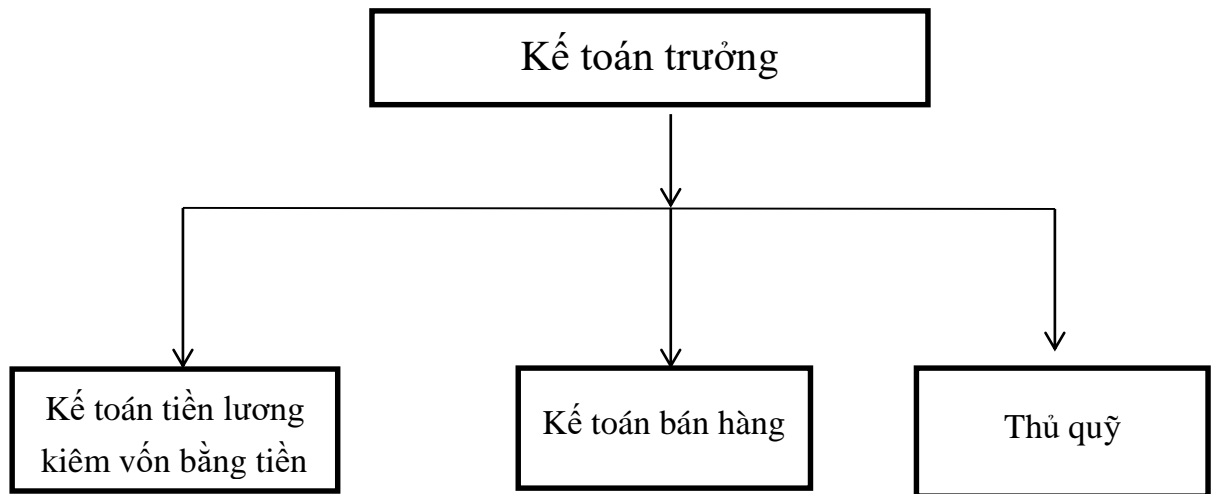 Kế toán trưởng
Kế toán tiền lương
kiêm vốn bằng tiền
Kế toán bán hàng
Thủ quỹ